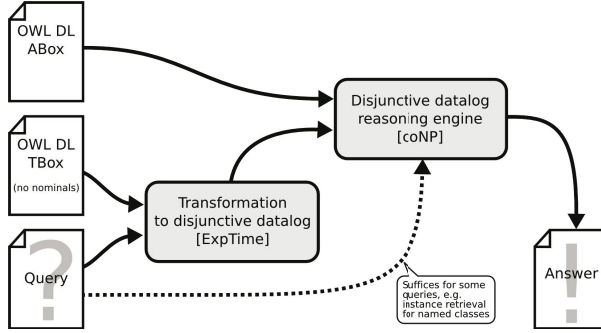 OWL DL
ABox
OWL DL
TBox
(no nominals)
?
Query
Transformation
to disjunctive datalog
[ExpTime]
Disjunctive datalog
reasoning engine
[coNP]
Suffices for some
queries, e.g.
instance retrieval
for named classes
!
Answer